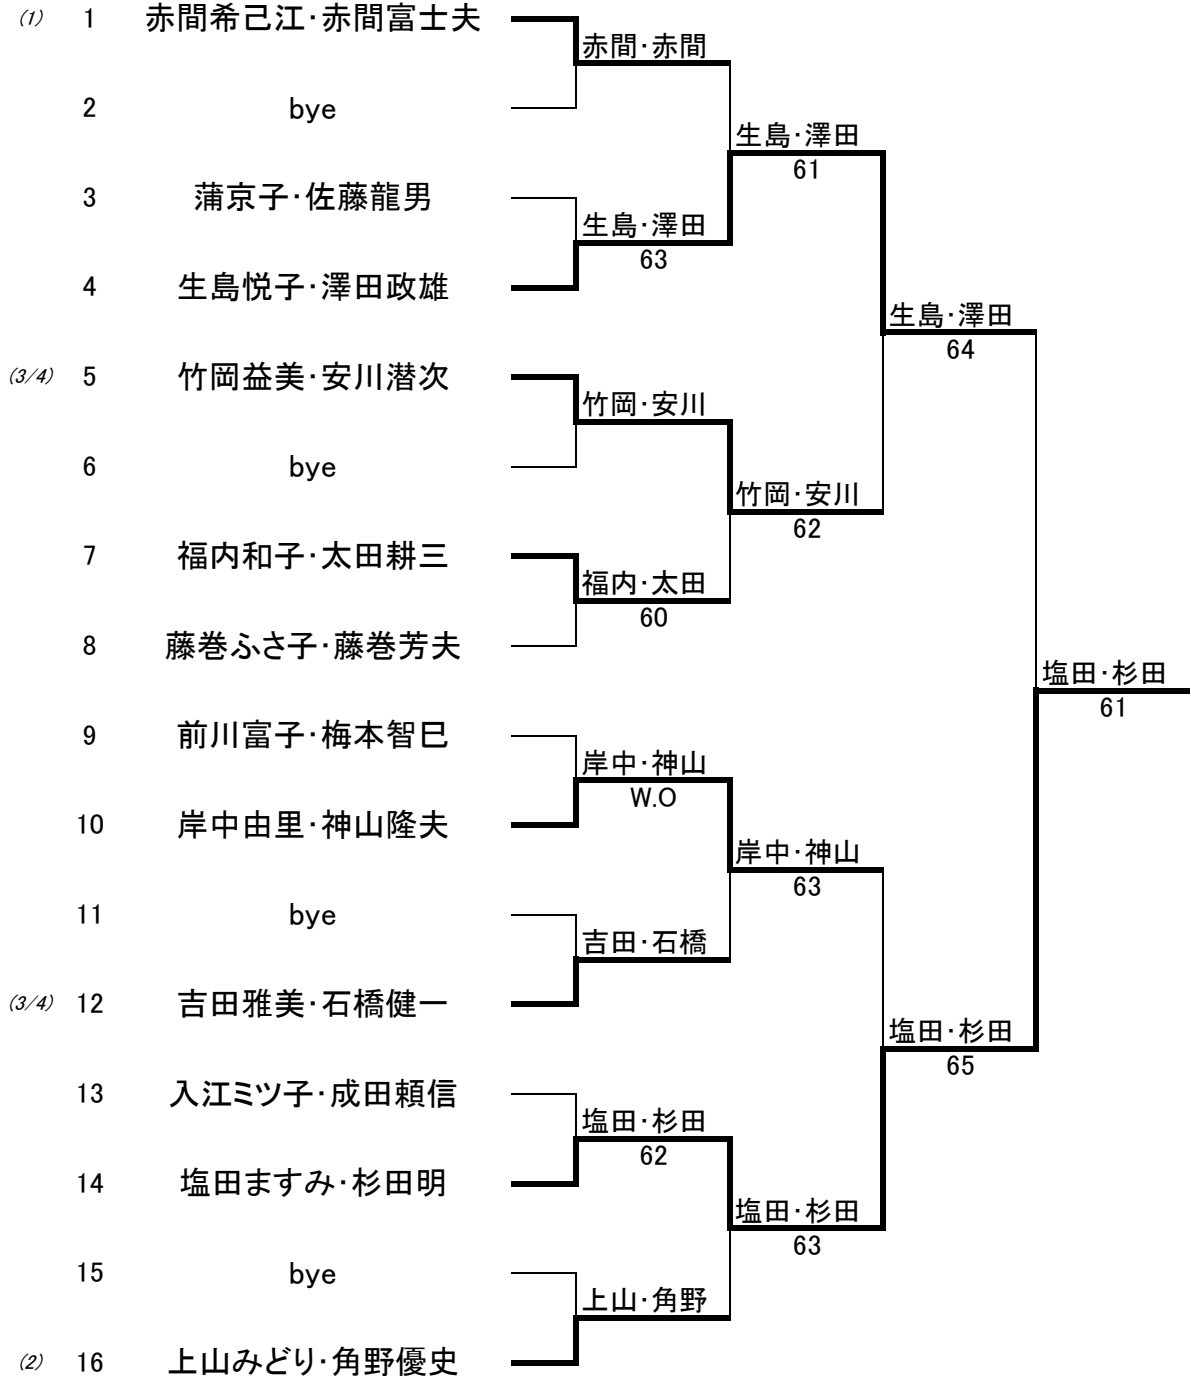 (1) 1 赤間希己江・赤間富士夫
赤間・赤間
2 bye
生島・澤田
61
3 蒲京子・佐藤龍男
生島・澤田
63
4 生島悦子・澤田政雄
生島・澤田
64
(3/4) 5 竹岡益美・安川潜次
竹岡・安川
6 bye
竹岡・安川
62
7 福内和子・太田耕三
福内・太田
60
8 藤巻ふさ子・藤巻芳夫
塩田・杉田
61
9 前川富子・梅本智巳
岸中・神山
W.O
10 岸中由里・神山隆夫
岸中・神山
63
11 bye
吉田・石橋
(3/4) 12 吉田雅美・石橋健一
塩田・杉田
65
13 入江ミツ子・成田頼信
塩田・杉田
62
14 塩田ますみ・杉田明
塩田・杉田
63
15 bye
上山・角野
(2) 16 上山みどり・角野優史